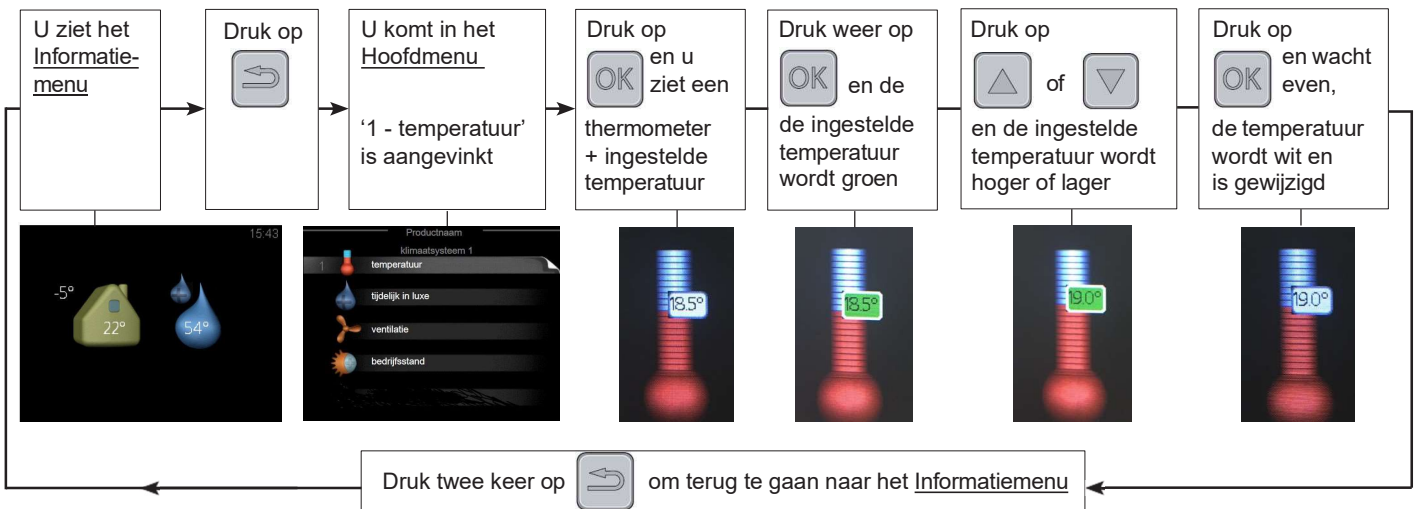 U ziet het
Informatie-
menu
Druk op
U komt in het
Hoofdmenu
‘1 - temperatuur’
is aangevinkt
Druk op
OK en u
ziet een
thermometer
+ ingestelde
temperatuur
Druk weer op
OK en de
de ingestelde
temperatuur
wordt groen
Druk op
of
en de ingestelde
temperatuur wordt
hoger of lager
Druk op
OK en wacht
even,
de temperatuur
wordt wit en
is gewijzigd
15:43
-5°
22°
54°
Productnaam
klimaatsysteem 1
1 temperatuur
tijdelijk in luxe
ventilatie
bedrijfsstand
18.5°
18.5°
19.0°
19.0°
Druk twee keer op om terug te gaan naar het Informatiemenu